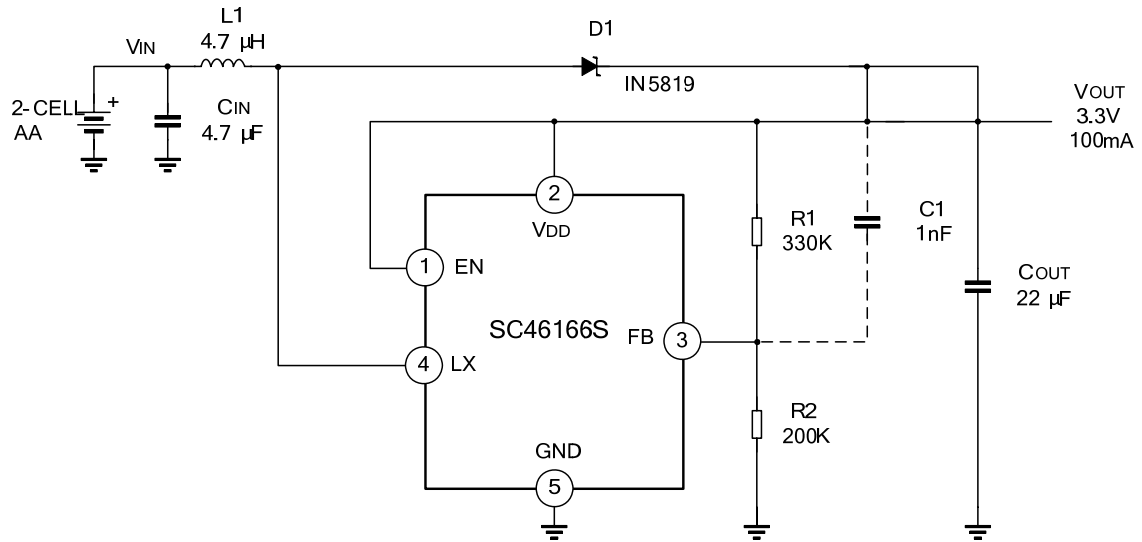 L1
4.7 µH
VIN
2-CELL
AA
+
CIN
4.7 µF
D1
IN5819
VOUT
3.3V
100mA
2
VDD
1
EN
SC46166S
4
LX
FB
3
GND
5
R1
330K
R2
200K
C1
1nF
COUT
22 µF